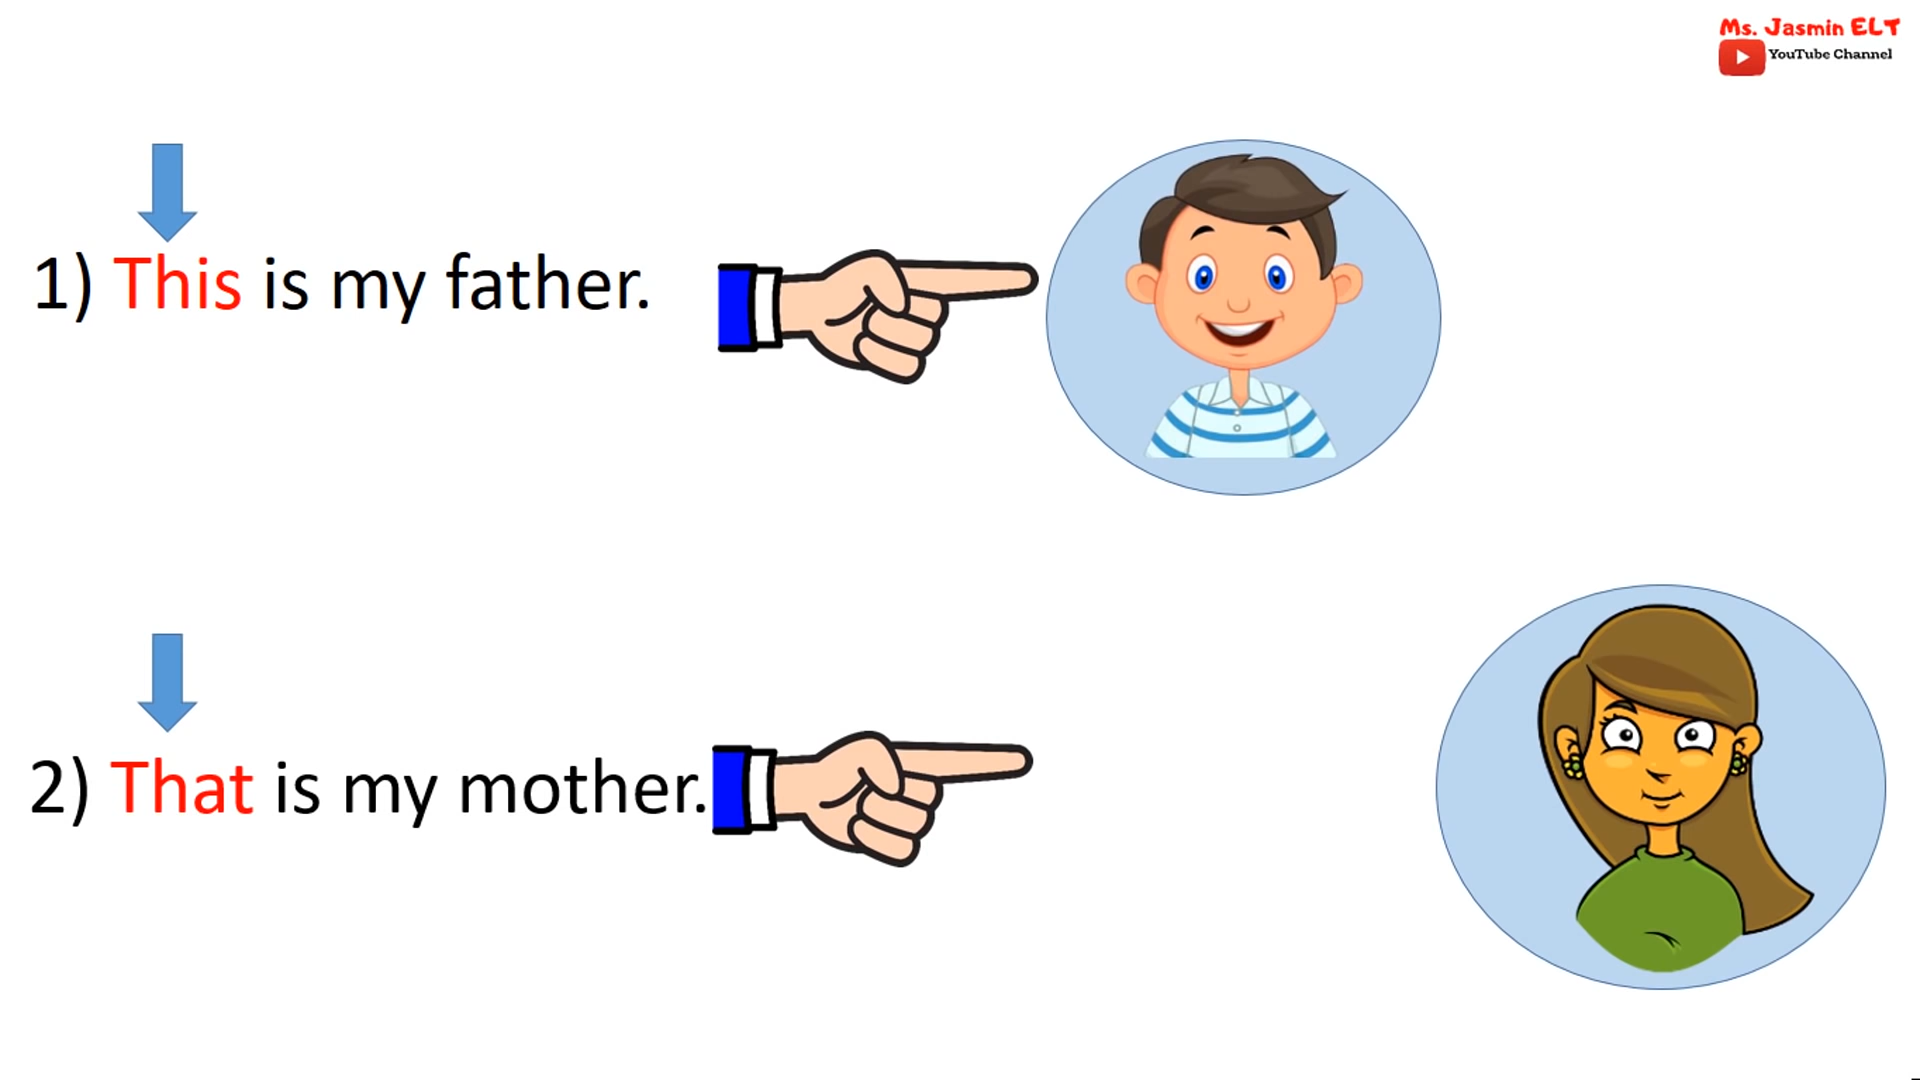 Ms. Jasmin ELT
YouTube Channel
1) This is my father.
2) That is my mother.